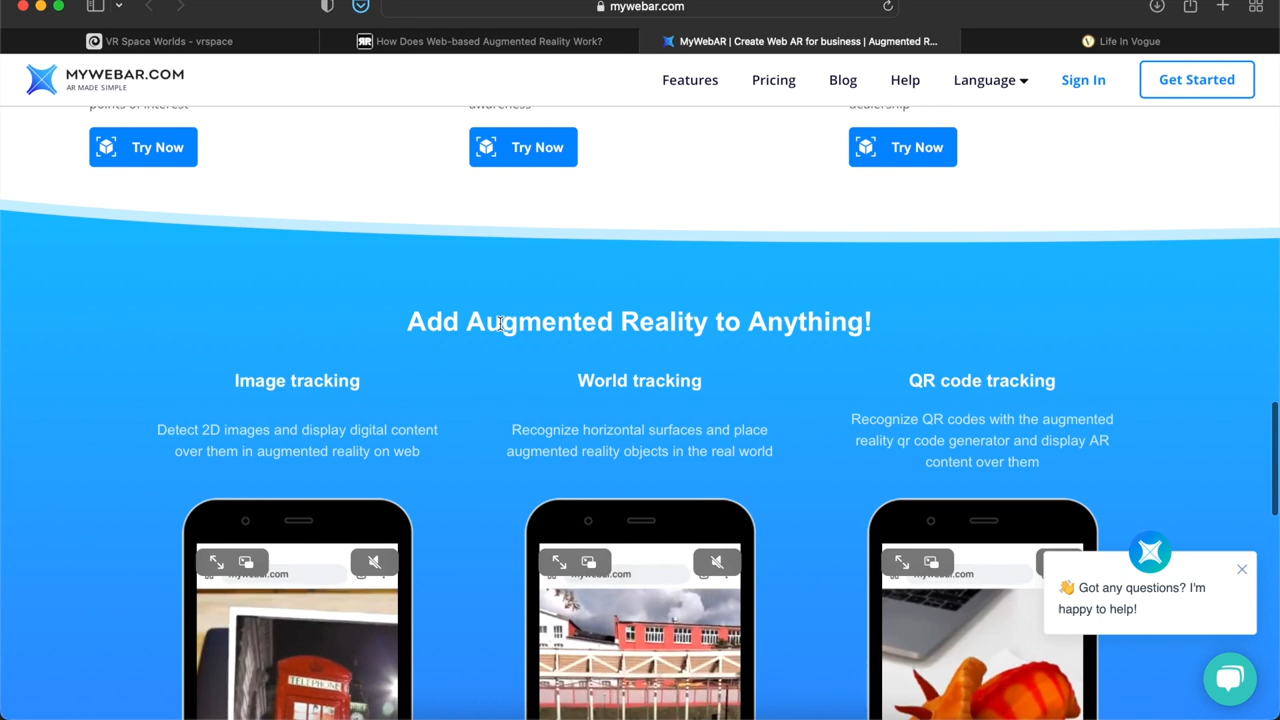 mywebar.com
VR Space Worlds - vrspace
How Does Web-based Augmented Reality Work?
MyWebAR | Create Web AR for business | Augmented R...
Life In Vogue
MYWEBAR.COM
AR MADE SIMPLE
Features
Pricing
Blog
Help
Language
Sign In
Get Started
points of interest
awareness
dealership
Try Now
Try Now
Try Now
Add Augmented Reality to Anything!
Image tracking
Detect 2D images and display digital content
over them in augmented reality on web
World tracking
Recognize horizontal surfaces and place
augmented reality objects in the real world
QR code tracking
Recognize QR codes with the augmented
reality qr code generator and display AR
content over them
mywebar.com
mywebar.com
mywebar.com
TELEPHONE
👋 Got any questions? I'm
happy to help!